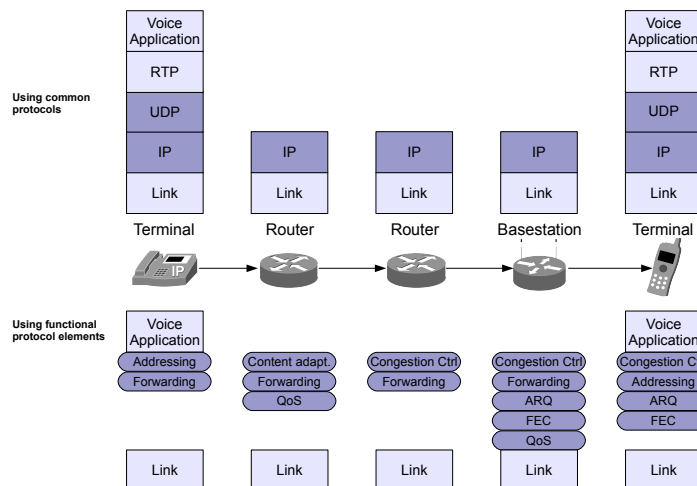 Voice
Application
Voice
Application
RTP
RTP
Using common
protocols
UDP
UDP
IP
IP
IP
IP
IP
Link
Link
Link
Link
Link
Terminal
Router
Router
Basestation
Terminal
IP
Using functional
protocol elements
Voice
Application
Voice
Application
Addressing
Content adapt.
Congestion Ctrl
Congestion Ctrl
Congestion Ct
Forwarding
Forwarding
Forwarding
Forwarding
Addressing
QoS
ARQ
ARQ
FEC
FEC
QoS
Link
Link
Link
Link
Link